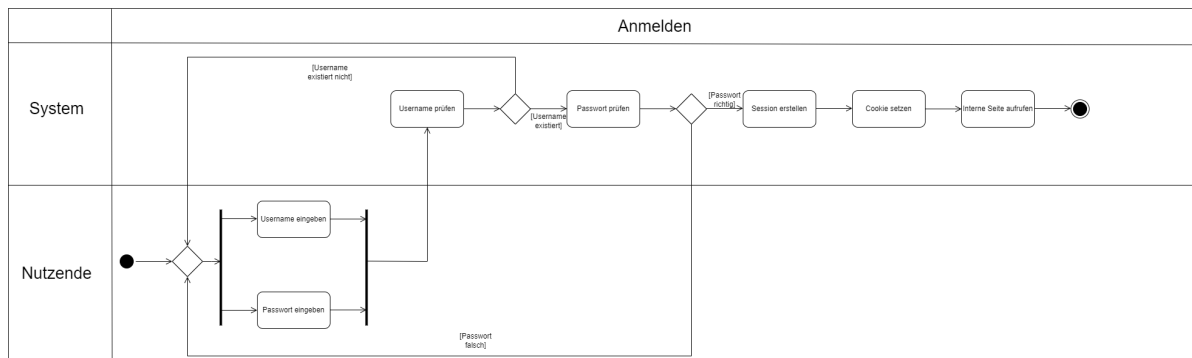 Anmelden
System
[Username
existiert nicht]
Username prüfen
[Username
existiert]
Passwort prüfen
[Passwort
richtig]
Session erstellen
Cookie setzen
Interne Seite aufrufen
Nutzende
Username eingeben
Passwort eingeben
[Passwort
falsch]